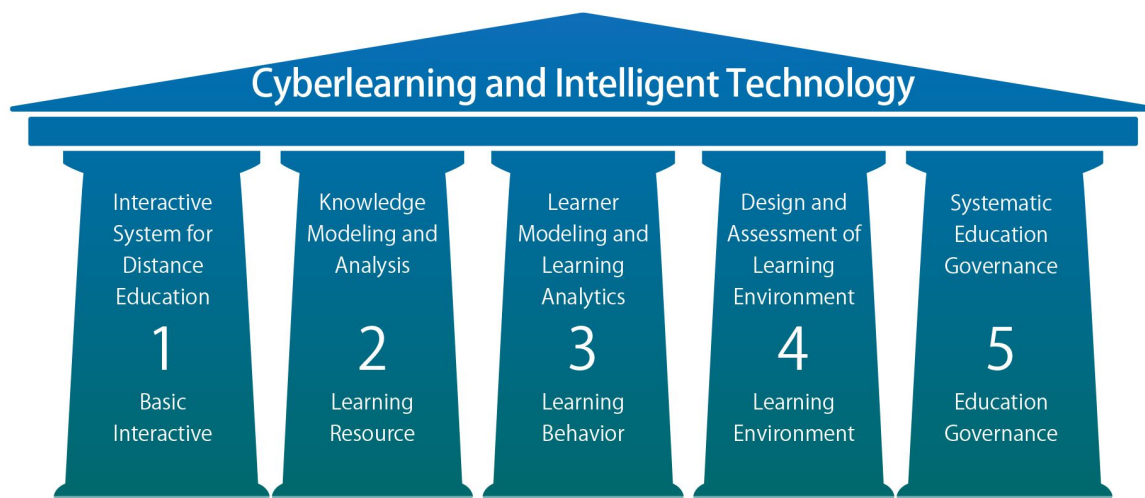 Cyberlearning and Intelligent Technology
Interactive
System for
Distance
Education
1
Basic
Interactive
Knowledge
Modeling and
Analysis
2
Learning
Resource
Learner
Modeling and
Learning
Analytics
3
Learning
Behavior
Design and
Assessment of
Learning
Environment
4
Learning
Environment
Systematic
Education
Governance
5
Education
Governance